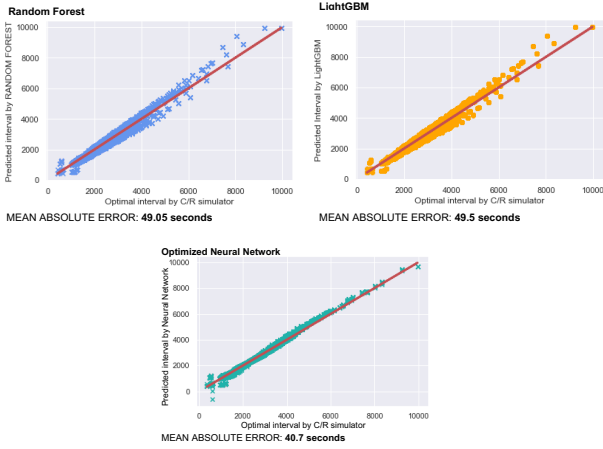 Random Forest
10000
8000
6000
4000
2000
0
Predicted interval by RANDOM FOREST
0 2000 4000 6000 8000 10000
Optimal interval by C/R simulator
MEAN ABSOLUTE ERROR: 49.05 seconds
LightGBM
10000
8000
6000
4000
2000
0
Predicted Interval by LightGBM
0 2000 4000 6000 8000 10000
Optimal interval by C/R simulator
MEAN ABSOLUTE ERROR: 49.5 seconds
Optimized Neural Network
10000
8000
6000
4000
2000
0
Predicted interval by Neural Network
0 2000 4000 6000 8000 10000
Optimal interval by C/R simulator
MEAN ABSOLUTE ERROR: 40.7 seconds